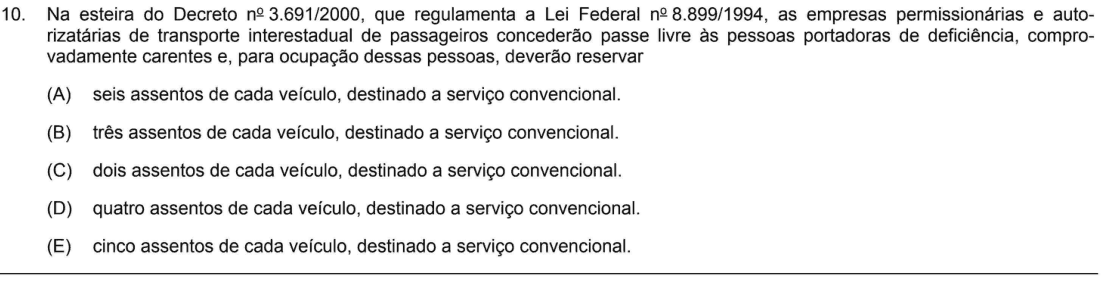 10. Na esteira do Decreto nº 3.691/2000, que regulamenta a Lei Federal nº 8.899/1994, as empresas permissionárias e auto-
rizatárias de transporte interestadual de passageiros concederão passe livre às pessoas portadoras de deficiência, compro-
vadamente carentes e, para ocupação dessas pessoas, deverão reservar
(A) seis assentos de cada veículo, destinado a serviço convencional.
(B) três assentos de cada veículo, destinado a serviço convencional.
(C) dois assentos de cada veículo, destinado a serviço convencional.
(D) quatro assentos de cada veículo, destinado a serviço convencional.
(E) cinco assentos de cada veículo, destinado a serviço convencional.